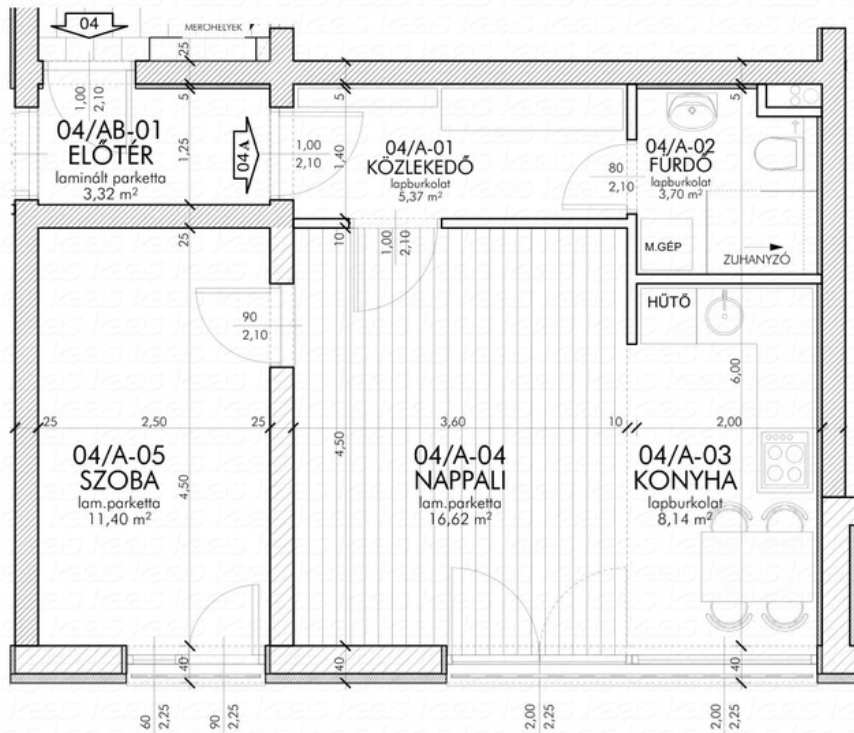 04
MÉRŐHELYEK
25
1,00
2,10
5
5
5
04/AB-01
ELŐTÉR
laminált parketta
3,32 m²
1,25
04A
1,00
2,10
1,40
04/A-01
KÖZLEKEDŐ
lapburkolat
5,37 m²
80
2,10
04/A-02
FÜRDŐ
lapburkolat
3,70 m²
25
10
1,00
2,10
M.GÉP
ZUHANYZÓ
HŰTŐ
90
2,10
6,00
25
2,50
25
3,60
10
2,00
4,50
4,50
04/A-05
SZOBA
lam.parketta
11,40 m²
04/A-04
NAPPALI
lam.parketta
16,62 m²
04/A-03
KONYHA
lapburkolat
8,14 m²
40
40
40
60
2,25
90
2,25
2,00
2,25
2,00
2,25